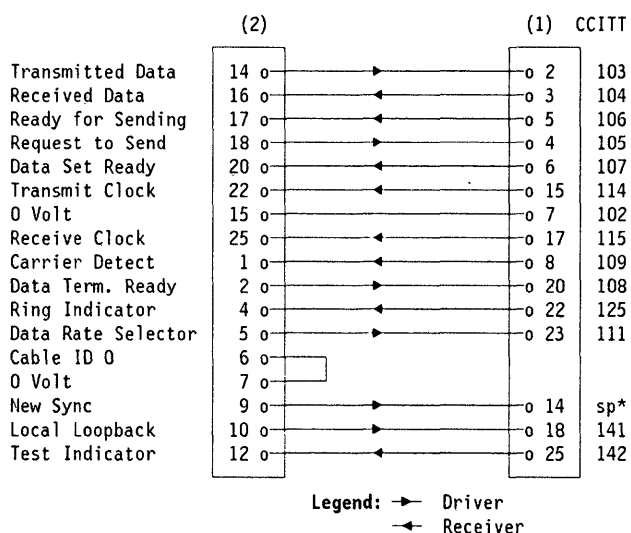 (2) (1) CCITT
Transmitted Data 14 o o 2 103
Received Data 16 o o 3 104
Ready for Sending 17 o o 5 106
Request to Send 18 o o 4 105
Data Set Ready 20 o o 6 107
Transmit Clock 22 o o 15 114
0 Volt 15 o o 7 102
Receive Clock 25 o o 17 115
Carrier Detect 1 o o 8 109
Data Term. Ready 2 o o 20 108
Ring Indicator 4 o o 22 125
Data Rate Selector 5 o o 23 111
Cable ID 0 6 o
0 Volt 7 o
New Sync 9 o o 14 sp*
Local Loopback 10 o o 18 141
Test Indicator 12 o o 25 142
Legend: Driver
Receiver